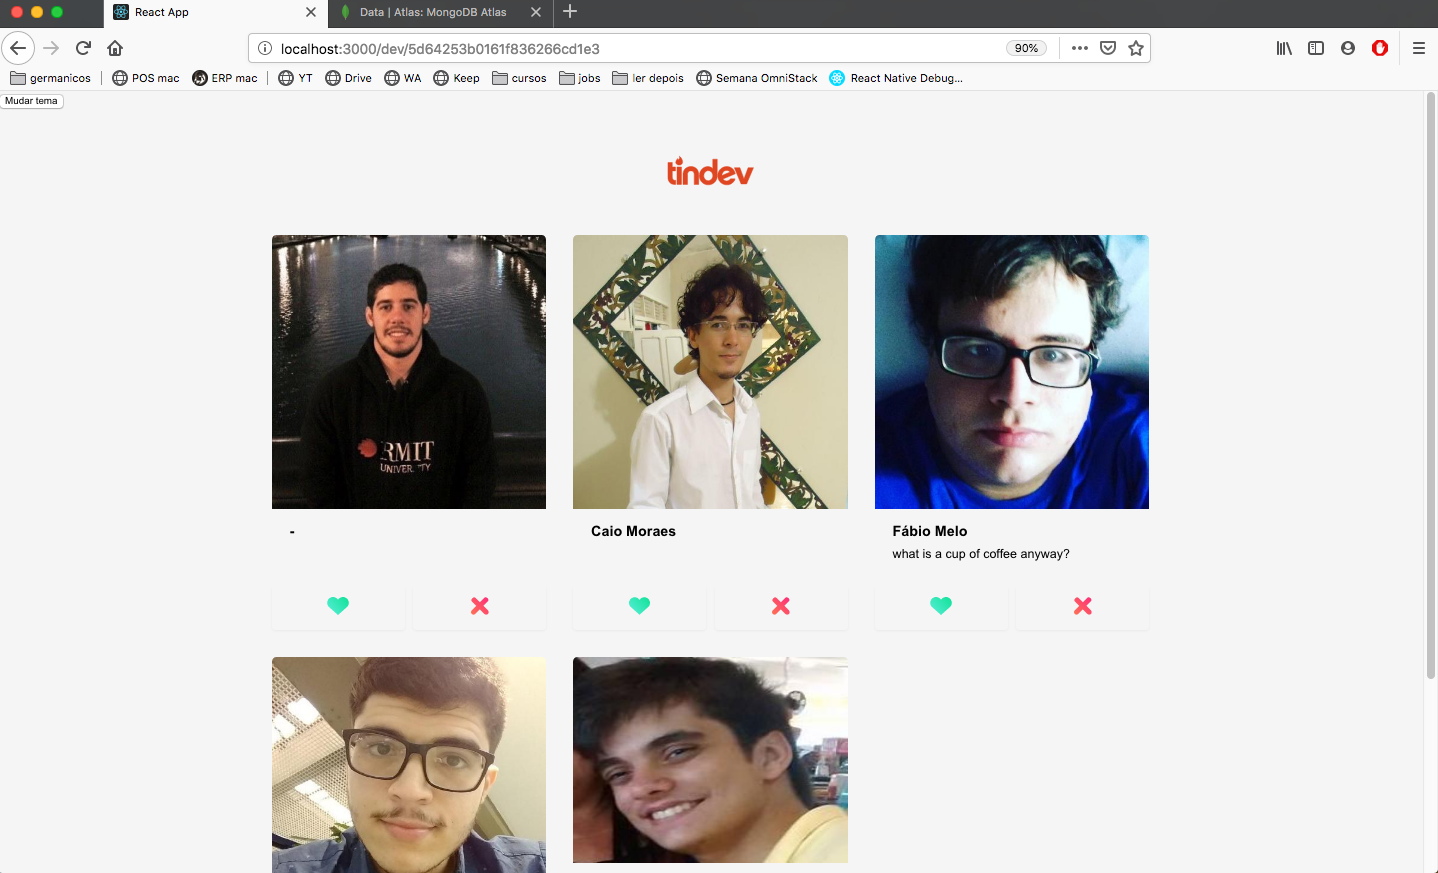 React App
Data | Atlas: MongoDB Atlas
localhost:3000/dev/5d64253b0161f836266cd1e3
90%
germanicos
POS mac
ERP mac
YT
Drive
WA
Keep
cursos
jobs
ler depois
Semana OmniStack
React Native Debug...
Mudar tema
tindev
RMIT
UNIVER TY
-
Caio Moraes
Fábio Melo
what is a cup of coffee anyway?